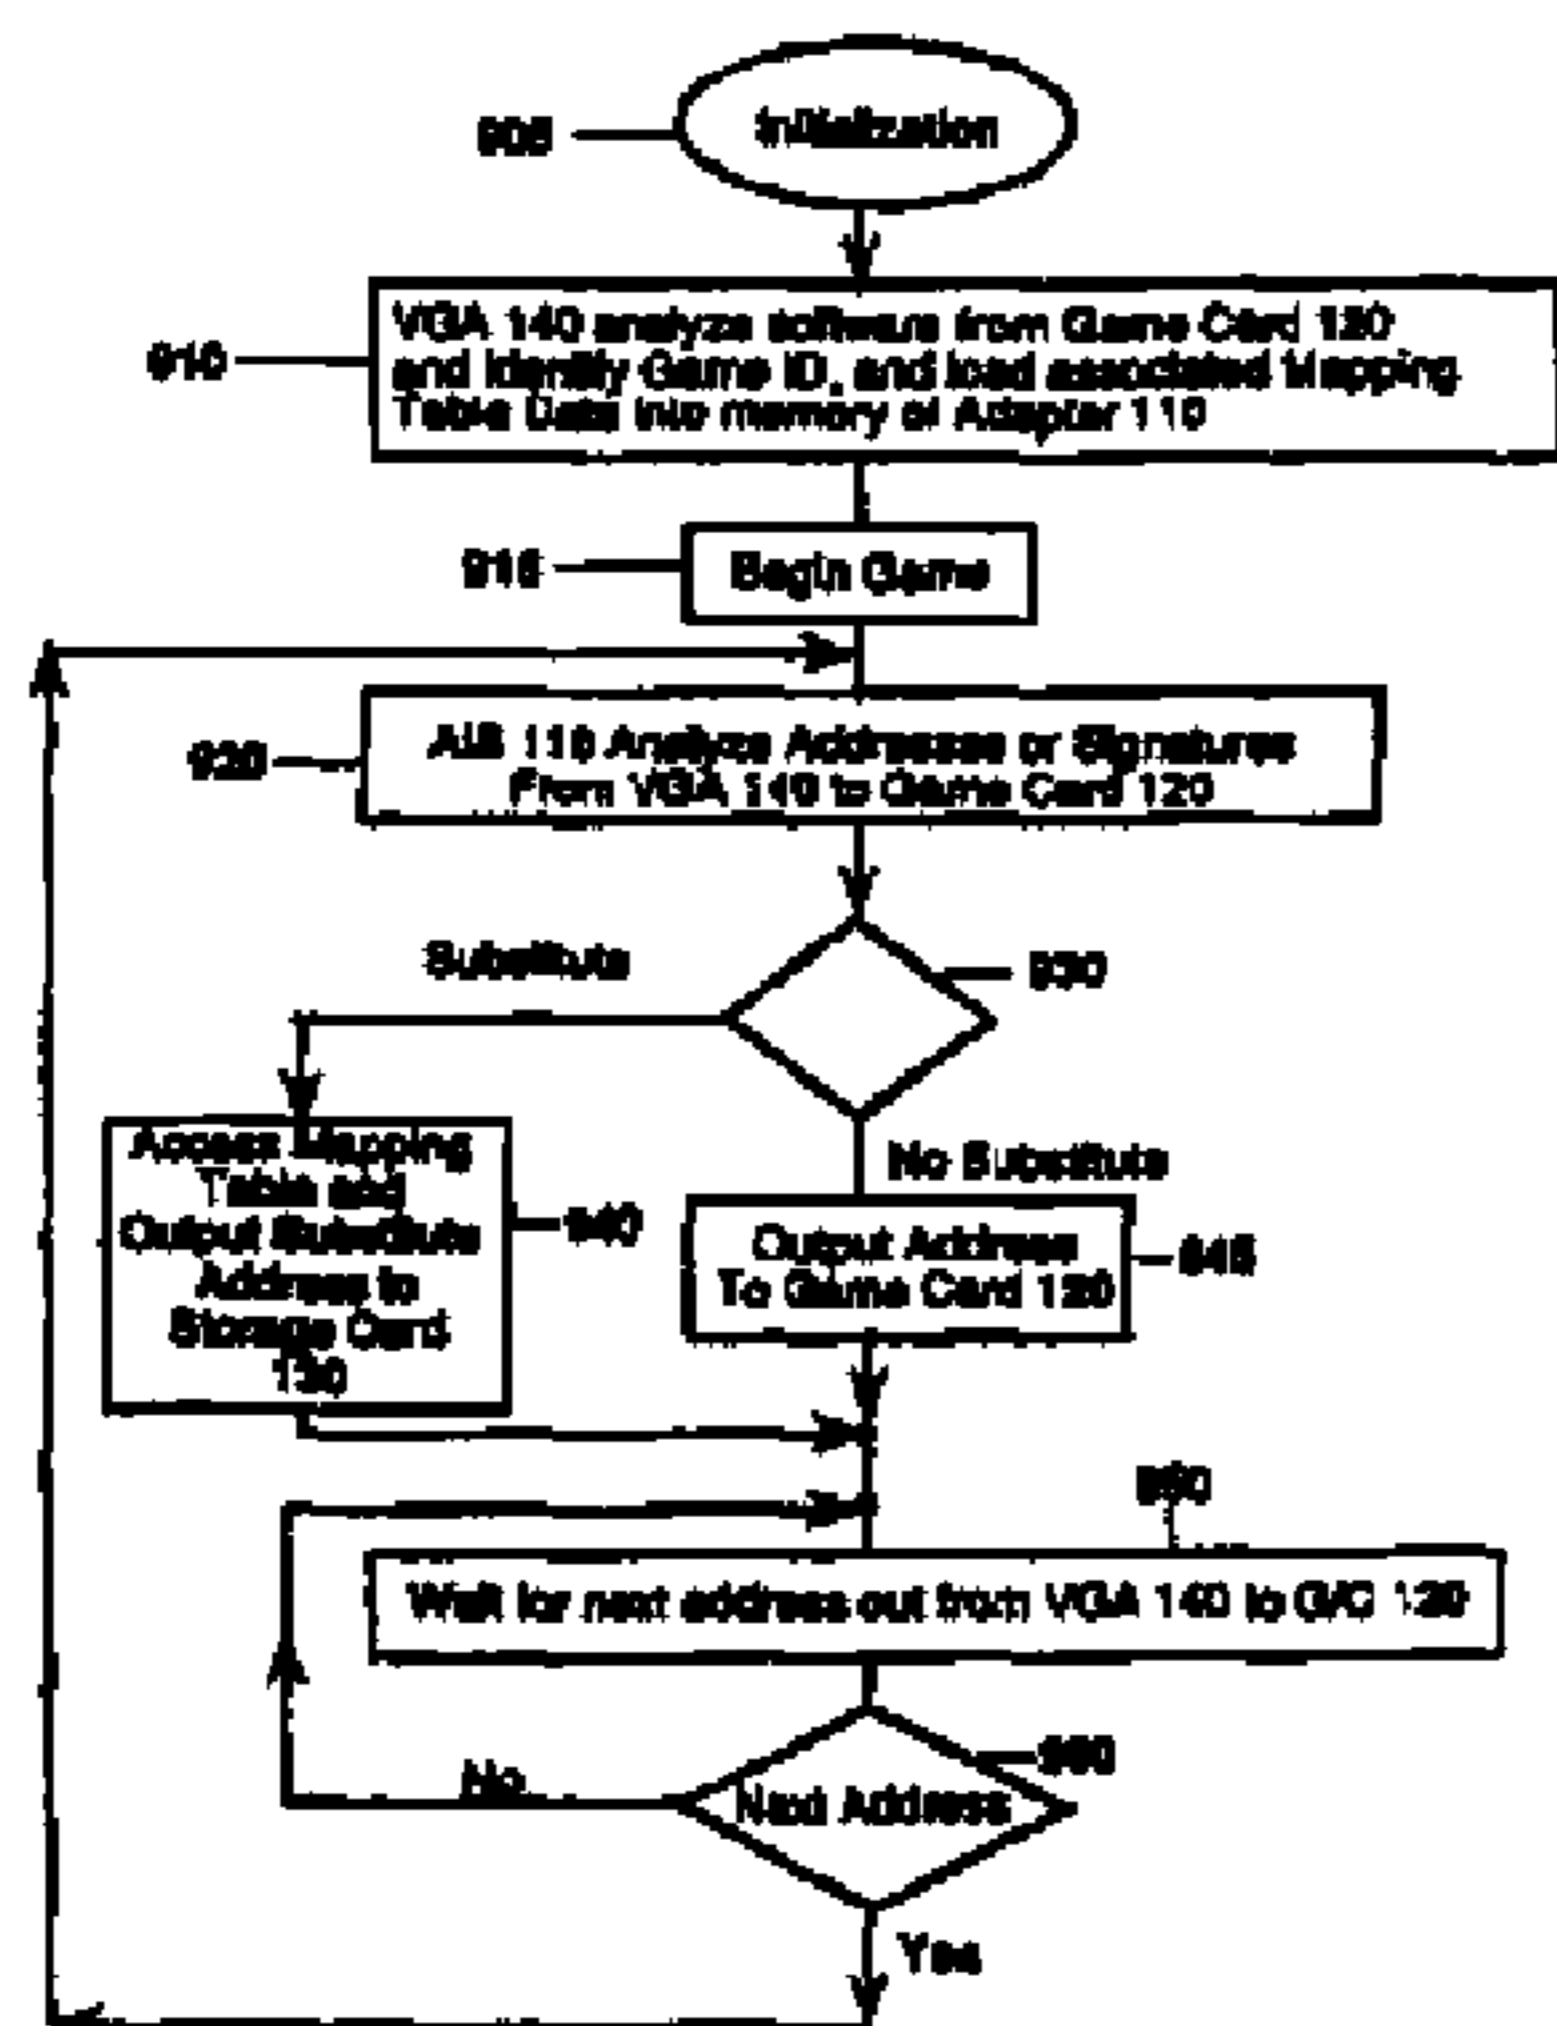 905
Initialization
910
VGA 140 analyze software from Game Card 120
and Identify Game ID, and load associated Mapping
Table Data into memory of Adapter 110
915
Begin Game
920
110 Analyze Addresses or Signatures
From VGA 140 to Game Card 120
Substitute
930
Access Mapping
Table and
Output Substitute
Address to
Storage Card
130
940
No Substitute
Output Address
To Game Card 120
945
950
Wait for next address out from VGA 140 to G/C 120
No
Next Address
960
Yes